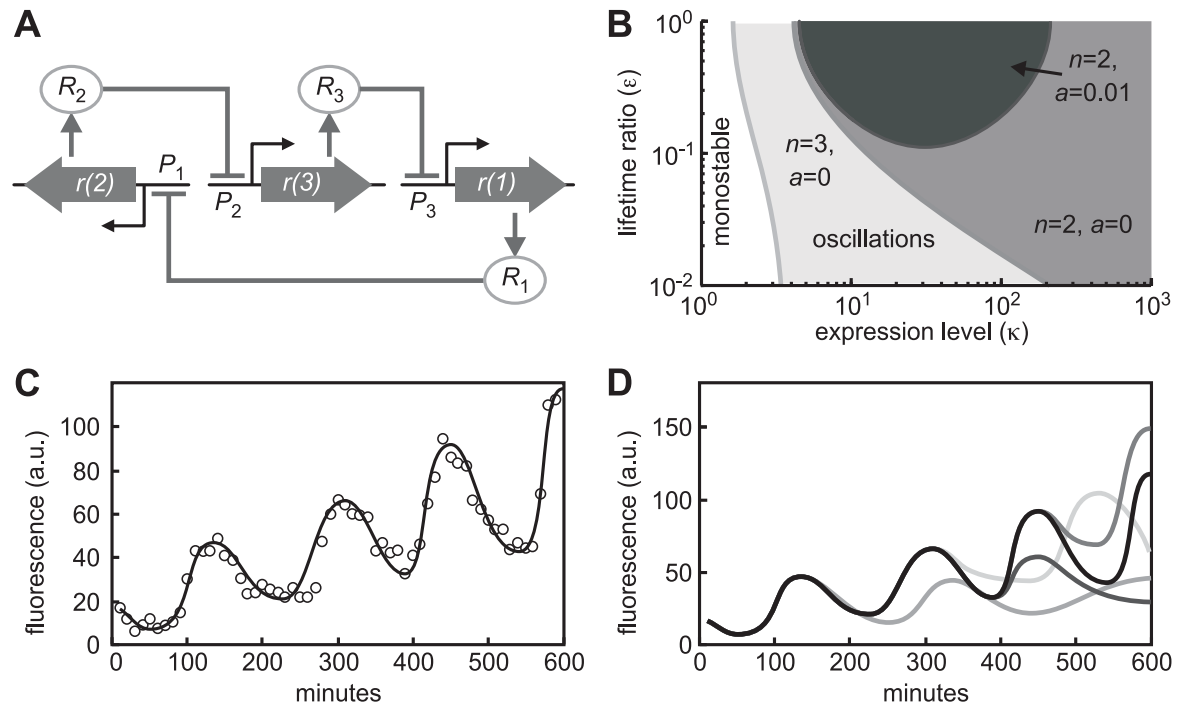 A
R2
R3
r(2)
P1
P2
r(3)
P3
r(1)
R1
B
lifetime ratio (ε)
10^0
10^-1
10^-2
monostable
n=3,
a=0
oscillations
n=2,
a=0.01
n=2, a=0
10^0
10^1
10^2
10^3
expression level (κ)
C
fluorescence (a.u.)
100
80
60
40
20
0
0
100
200
300
400
500
600
minutes
D
fluorescence (a.u.)
150
100
50
0
0
100
200
300
400
500
600
minutes